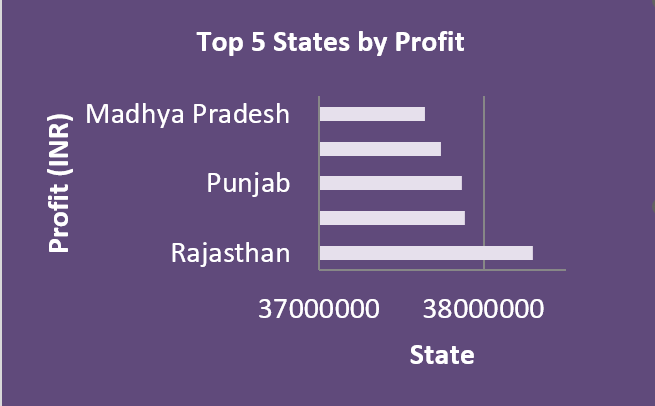 Top 5 States by Profit
Profit (INR)
Madhya Pradesh
Punjab
Rajasthan
37000000 38000000
State